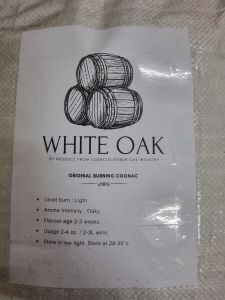 WHITE OAK
BY PRODUCT FROM QUERCUS ROBUR OAK INDUSTRY
ORIGINAL BURNING COGNAC
• Level burn : Light
• Aroma Intensity : Oaky
• Flavour age 2-3 weeks.
• Usage 2-4 oz. / 2-3L wine.
• Store in low light. Store at 28-30°c